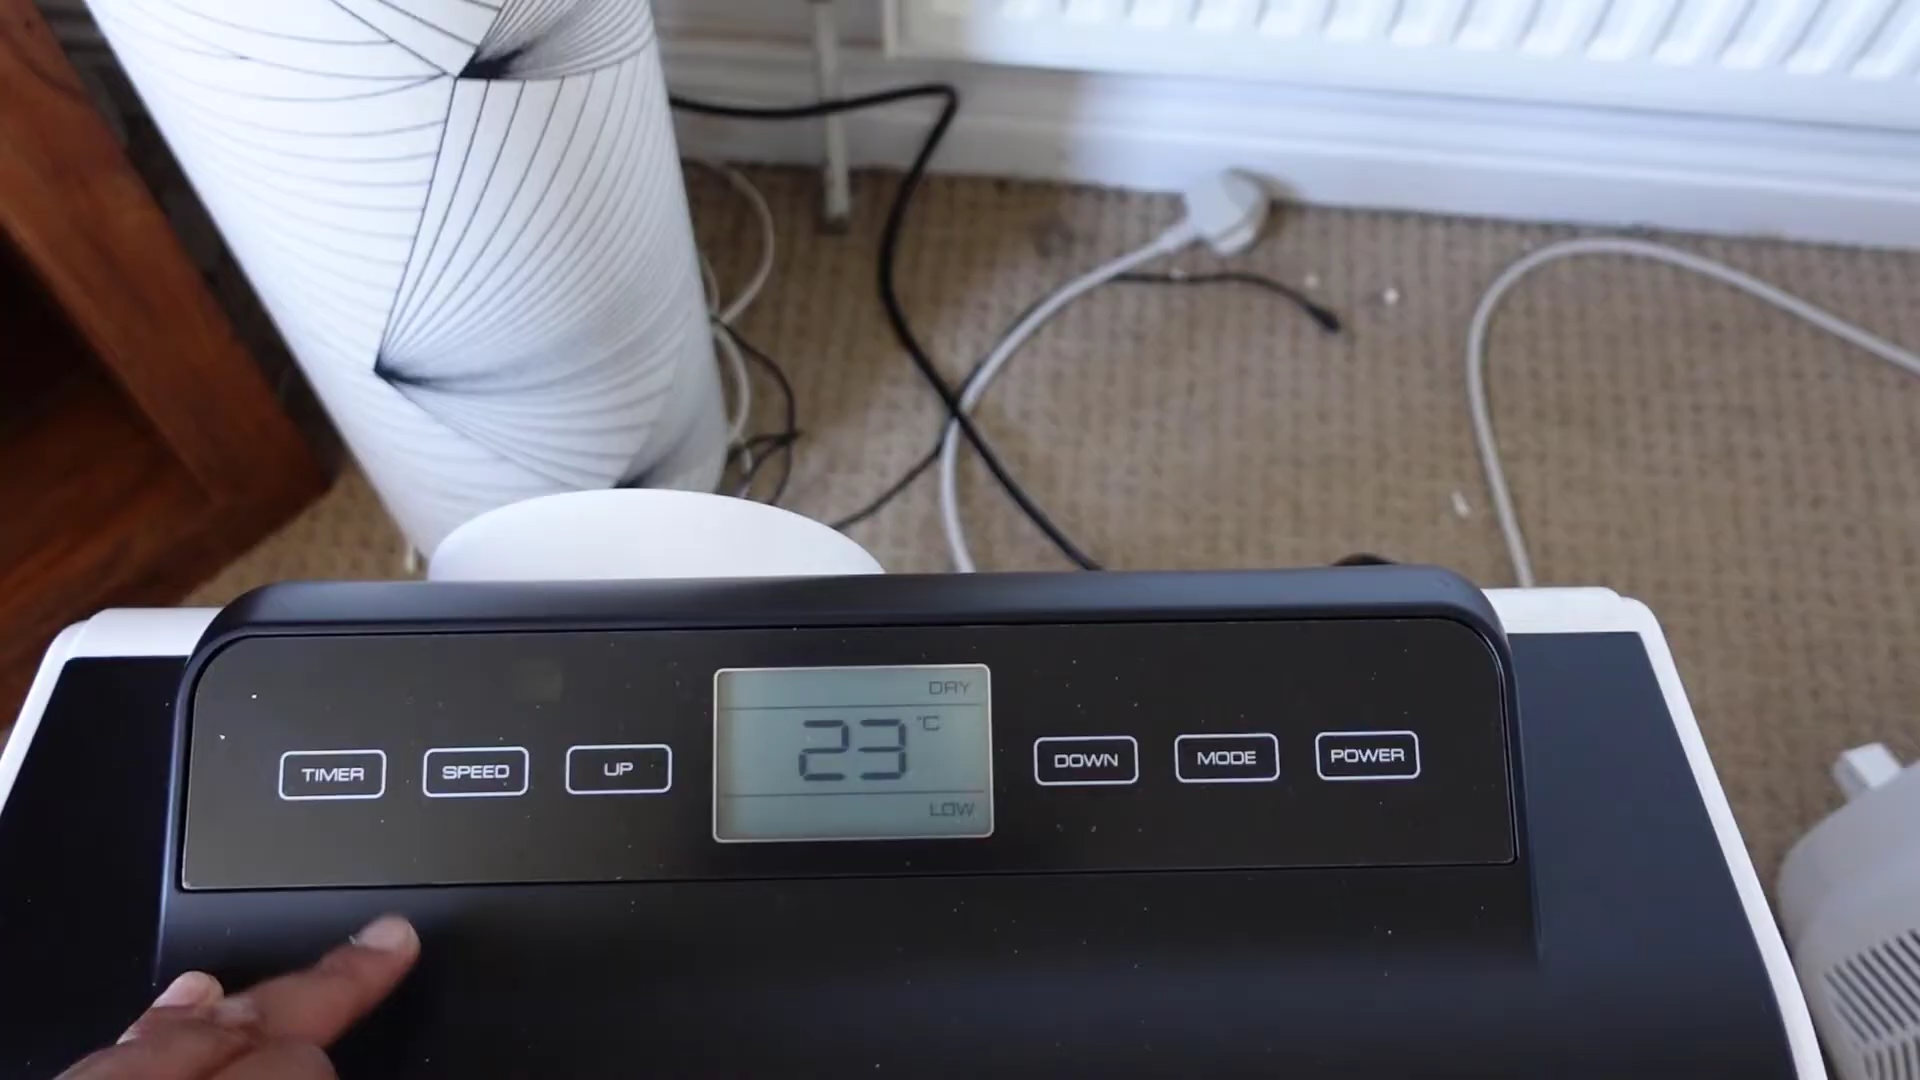 DRY
23 °C
LOW
TIMER
SPEED
UP
DOWN
MODE
POWER